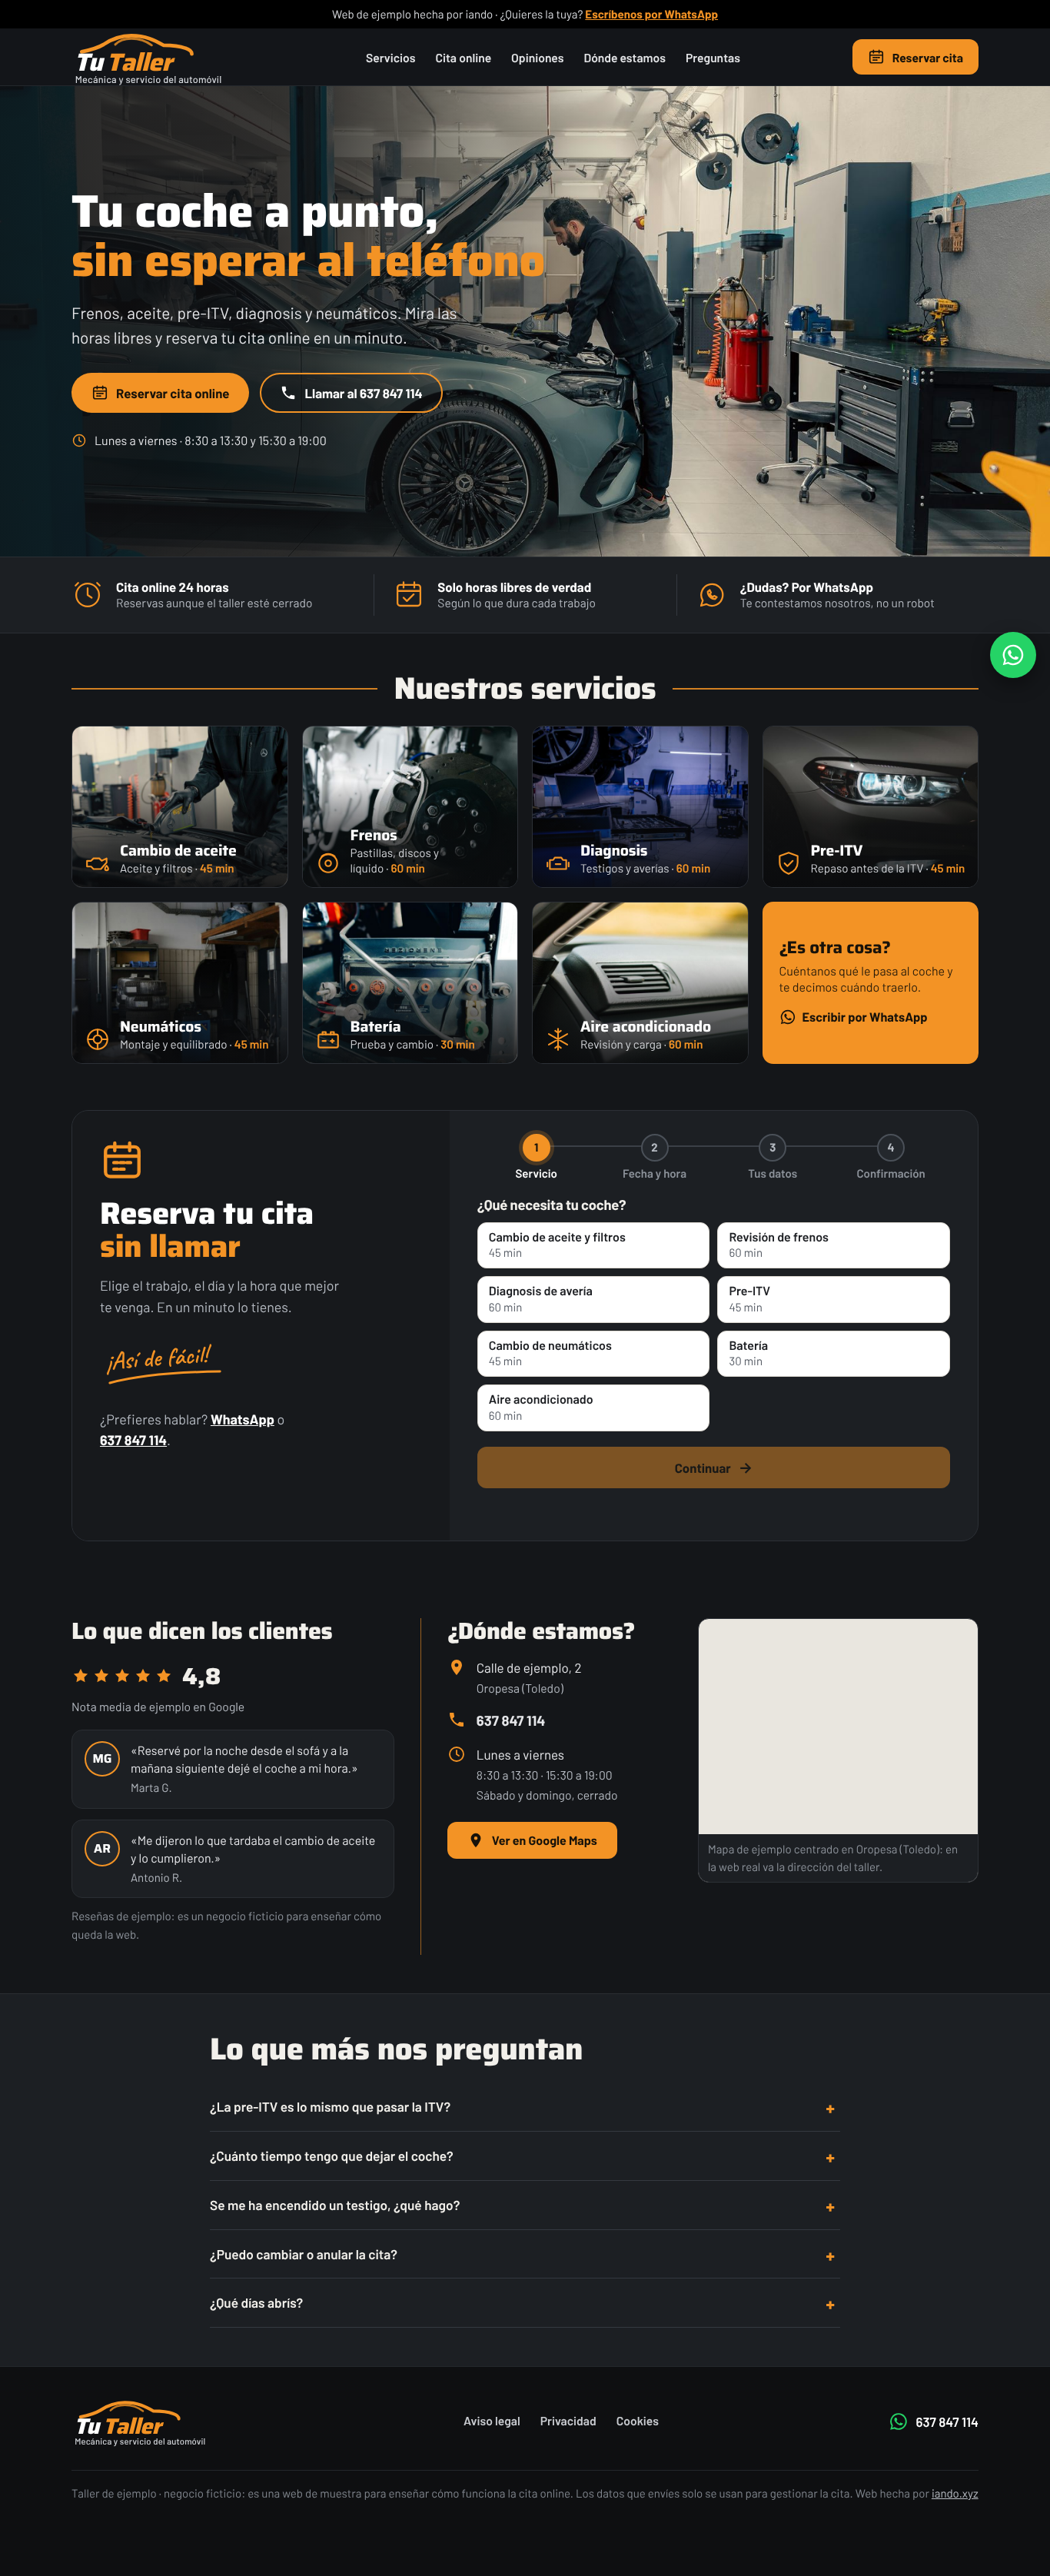 Web de ejemplo hecha por iando · ¿Quieres la tuya? Escríbenos por WhatsApp
Tu Taller
Mecánica y servicio del automóvil
Servicios
Cita online
Opiniones
Dónde estamos
Preguntas
Reservar cita
Tu coche a punto,
sin esperar al teléfono
Frenos, aceite, pre-ITV, diagnosis y neumáticos. Mira las
horas libres y reserva tu cita online en un minuto.
Reservar cita online
Llamar al 637 847 114
Lunes a viernes · 8:30 a 13:30 y 15:30 a 19:00
Cita online 24 horas
Reservas aunque el taller esté cerrado
Solo horas libres de verdad
Según lo que dura cada trabajo
¿Dudas? Por WhatsApp
Te contestamos nosotros, no un robot
Nuestros servicios
Cambio de aceite
Aceite y filtros · 45 min
Frenos
Pastillas, discos y
líquido · 60 min
Diagnosis
Testigos y averías · 60 min
Pre-ITV
Repaso antes de la ITV · 45 min
Neumáticos
Montaje y equilibrado · 45 min
Batería
Prueba y cambio · 30 min
Aire acondicionado
Revisión y carga · 60 min
¿Es otra cosa?
Cuéntanos qué le pasa al coche y
te decimos cuándo traerlo.
Escribir por WhatsApp
Reserva tu cita
sin llamar
Elige el trabajo, el día y la hora que mejor
te venga. En un minuto lo tienes.
¡Así de fácil!
¿Prefieres hablar? WhatsApp o
637 847 114.
1
2
3
4
Servicio
Fecha y hora
Tus datos
Confirmación
¿Qué necesita tu coche?
Cambio de aceite y filtros
45 min
Revisión de frenos
60 min
Diagnosis de avería
60 min
Pre-ITV
45 min
Cambio de neumáticos
45 min
Batería
30 min
Aire acondicionado
60 min
Continuar
Lo que dicen los clientes
4,8
Nota media de ejemplo en Google
MG
«Reservé por la noche desde el sofá y a la
mañana siguiente dejé el coche a mi hora.»
Marta G.
AR
«Me dijeron lo que tardaba el cambio de aceite
y lo cumplieron.»
Antonio R.
Reseñas de ejemplo: es un negocio ficticio para enseñar cómo
queda la web.
¿Dónde estamos?
Calle de ejemplo, 2
Oropesa (Toledo)
637 847 114
Lunes a viernes
8:30 a 13:30 · 15:30 a 19:00
Sábado y domingo, cerrado
Ver en Google Maps
Mapa de ejemplo centrado en Oropesa (Toledo): en
la web real va la dirección del taller.
Lo que más nos preguntan
¿La pre-ITV es lo mismo que pasar la ITV?
¿Cuánto tiempo tengo que dejar el coche?
Se me ha encendido un testigo, ¿qué hago?
¿Puedo cambiar o anular la cita?
¿Qué días abrís?
Tu Taller
Mecánica y servicio del automóvil
Aviso legal
Privacidad
Cookies
637 847 114
Taller de ejemplo · negocio ficticio: es una web de muestra para enseñar cómo funciona la cita online. Los datos que envíes solo se usan para gestionar la cita. Web hecha por iando.xyz